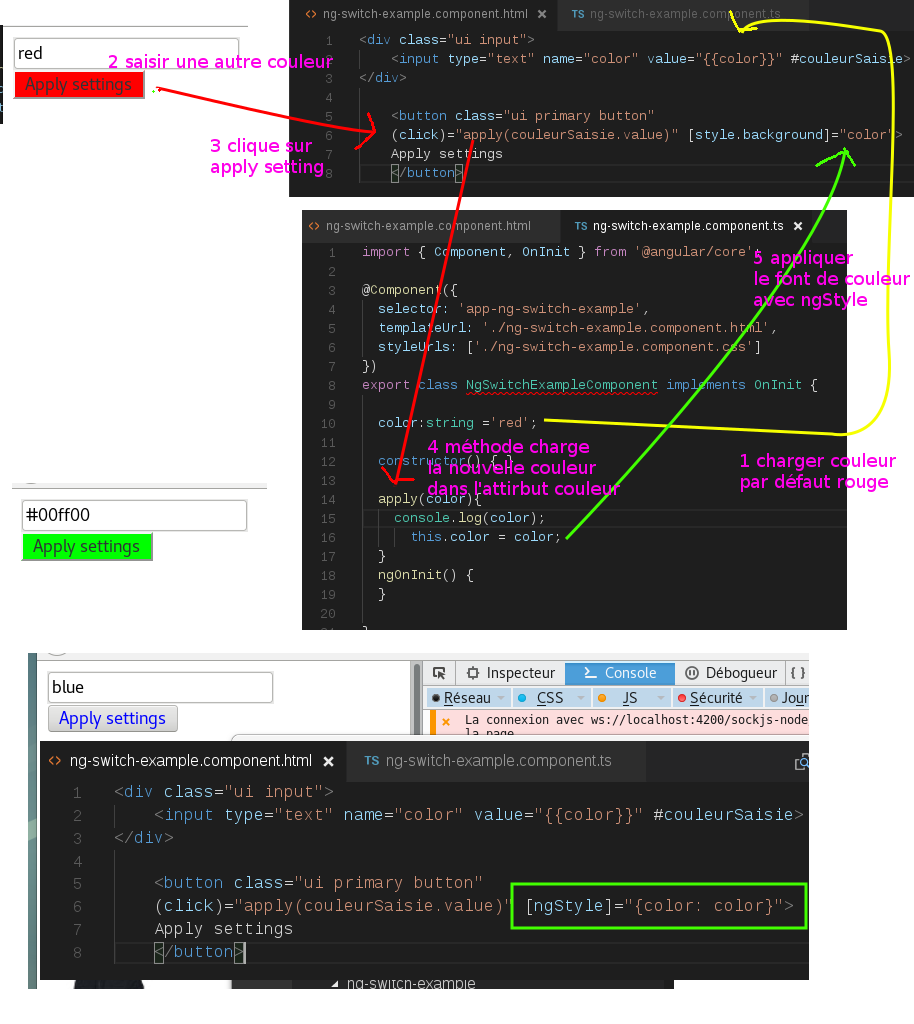 red
2 saisir une autre couleur
Apply settings
3 clique sur
apply setting
ng-switch-example.component.html ×
TS ng-switch-example.component.ts
1 <div class="ui input">
2 <input type="text" name="color" value="{{color}}" #couleurSaisie>
3 </div>
4
5 <button class="ui primary button"
6 (click)="apply(couleurSaisie.value)" [style.background]="color">
7 Apply settings
8 </button>
ng-switch-example.component.html
TS ng-switch-example.component.ts ×
1 import { Component, OnInit } from '@angular/core';
2
3 @Component({
4 selector: 'app-ng-switch-example',
5 templateUrl: './ng-switch-example.component.html',
6 styleUrls: ['./ng-switch-example.component.css']
7 })
8 export class NgSwitchExampleComponent implements OnInit {
9
10 color:string ='red';
11
12 constructor() { }
13
14 apply(color){
15 console.log(color);
16 this.color = color;
17 }
18 ngOnInit() {
19 }
20
21 }
5 appliquer
le font de couleur
avec ngStyle
4 méthode charge
la nouvelle couleur
dans l'attirbut couleur
1 charger couleur
par défaut rouge
#00ff00
Apply settings
blue
Apply settings
Inspecteur
Console
Débogueur
{}
Réseau
CSS
JS
Sécurité
Jour
× La connexion avec ws://localhost:4200/sockjs-node
la page
ng-switch-example.component.html ×
TS ng-switch-example.component.ts
1 <div class="ui input">
2 <input type="text" name="color" value="{{color}}" #couleurSaisie>
3 </div>
4
5 <button class="ui primary button"
6 (click)="apply(couleurSaisie.value)" [ngStyle]="{color: color}">
7 Apply settings
8 </button>
ng-switch-example